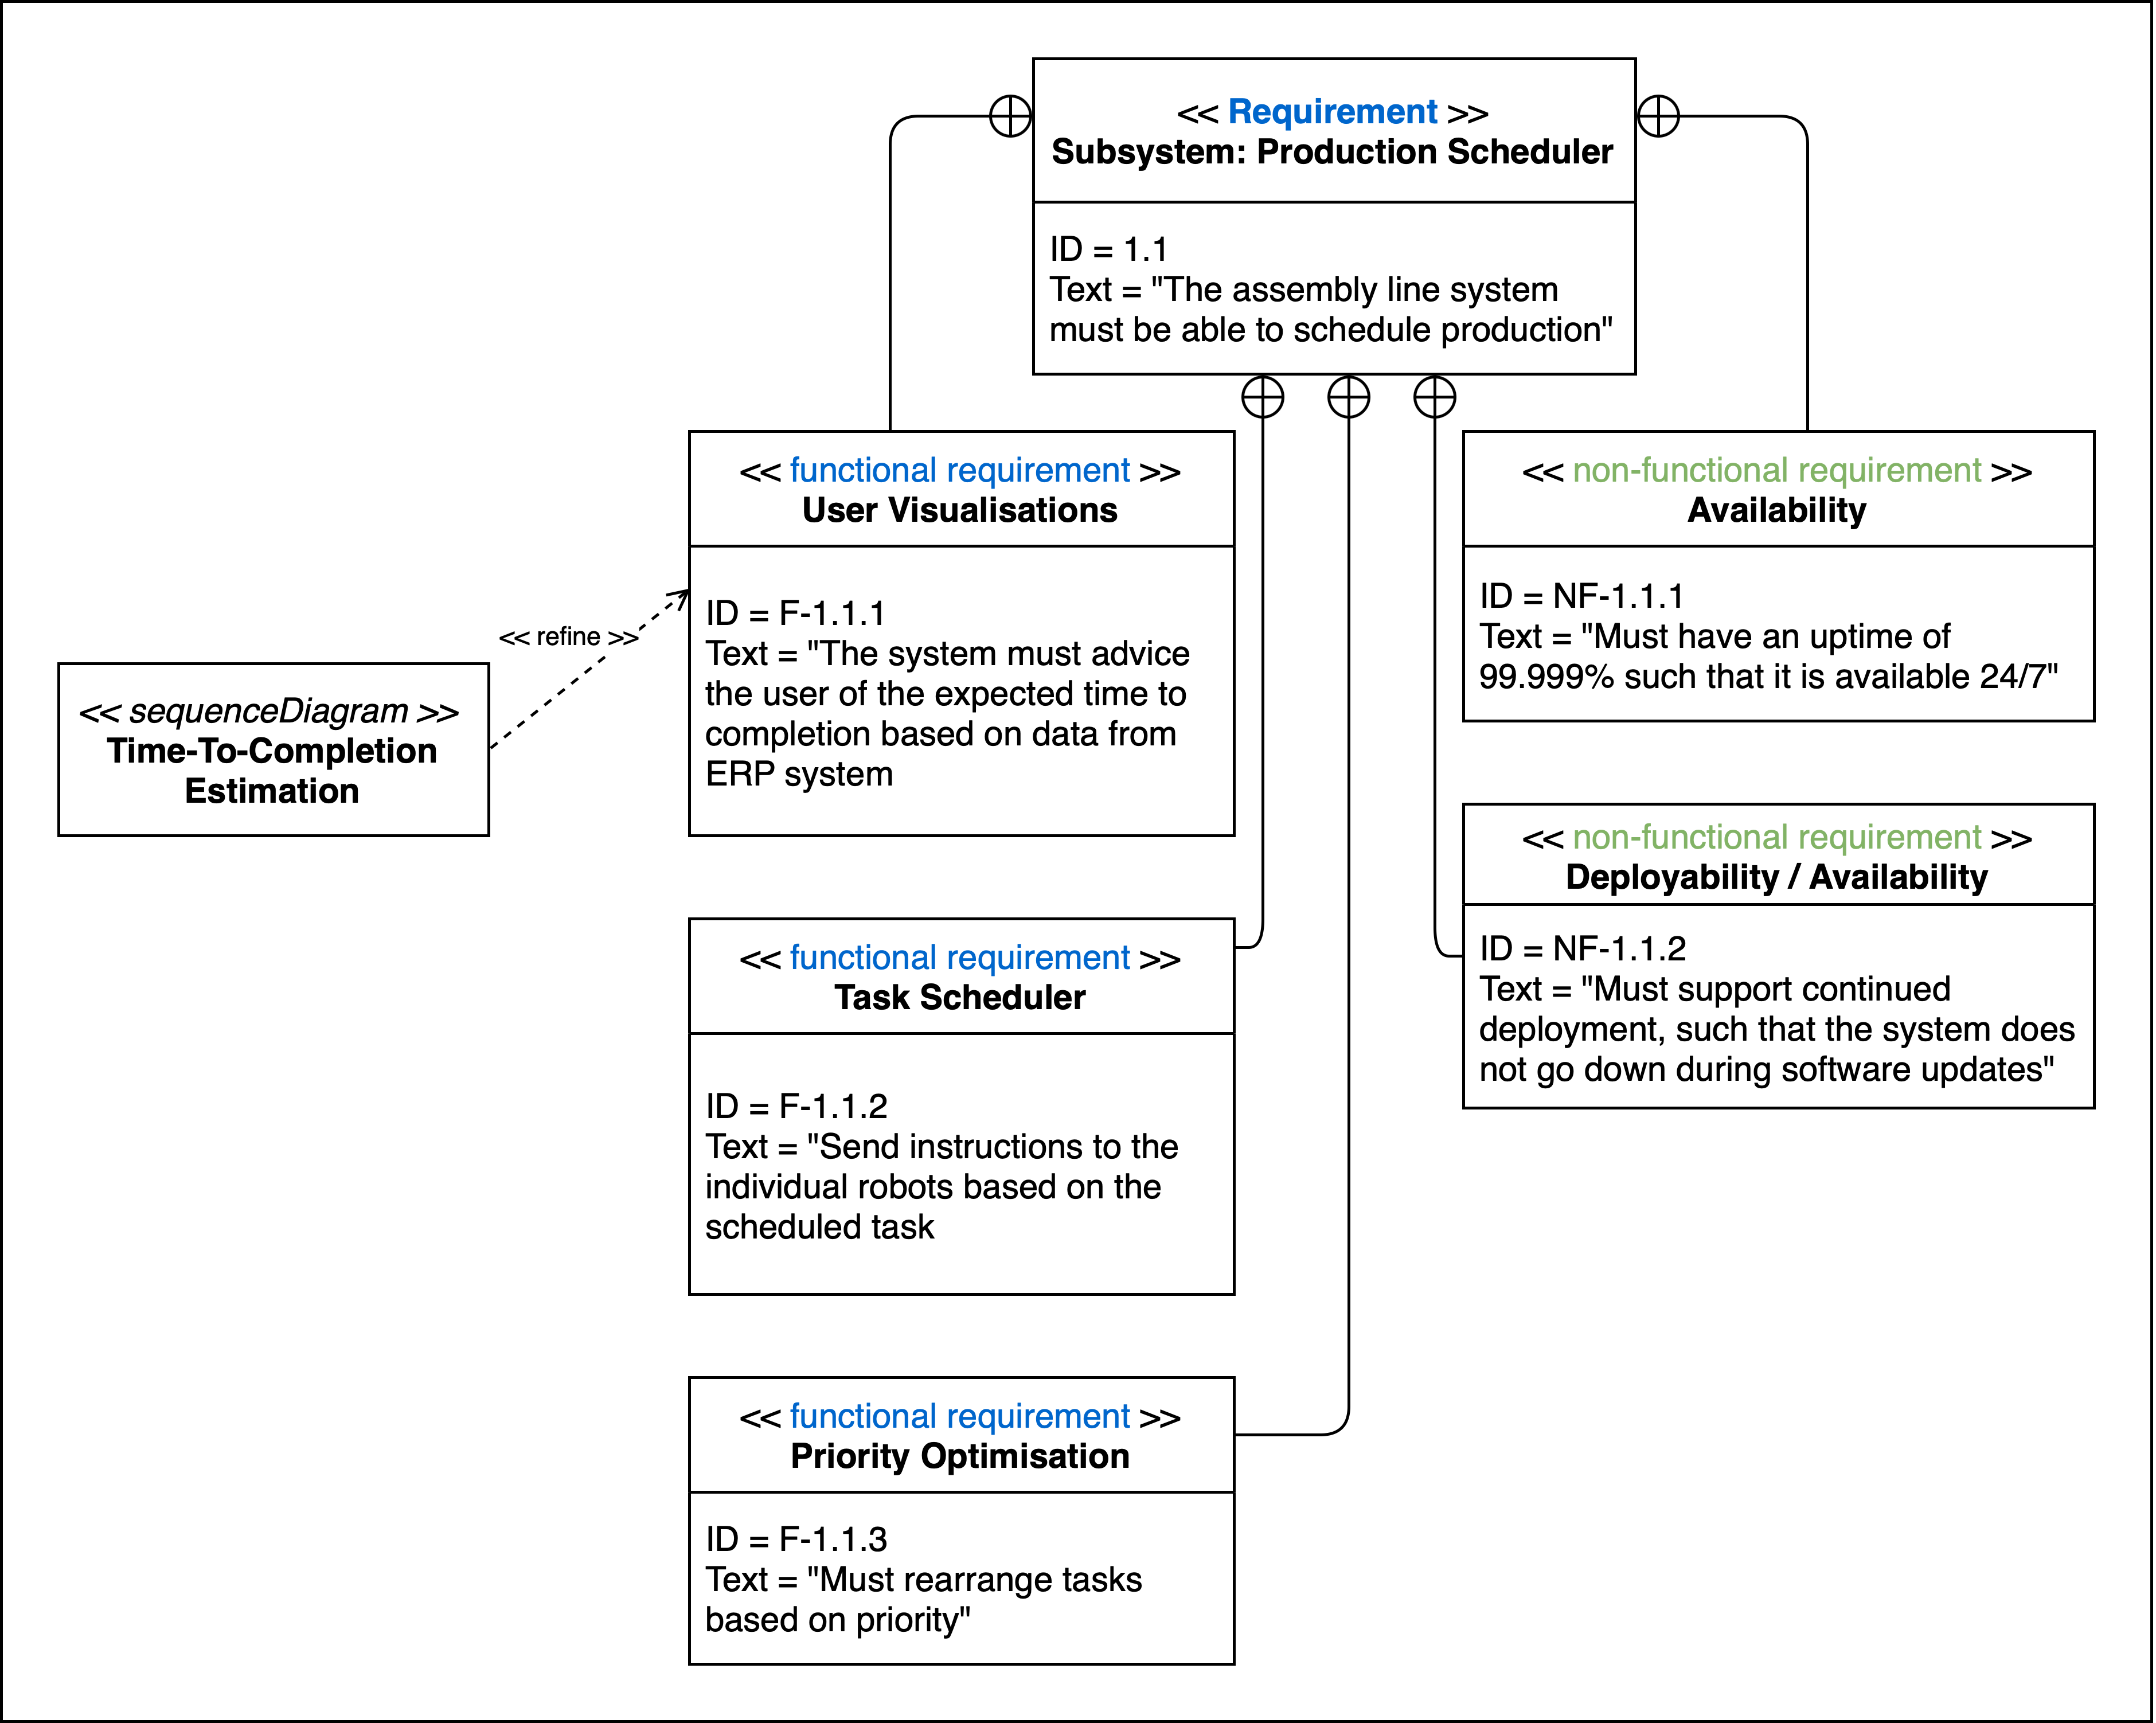 << Requirement >>
Subsystem: Production Scheduler
ID = 1.1
Text = "The assembly line system
must be able to schedule production"
<< functional requirement >>
User Visualisations
ID = F-1.1.1
Text = "The system must advice
the user of the expected time to
completion based on data from
ERP system
<< non-functional requirement >>
Availability
ID = NF-1.1.1
Text = "Must have an uptime of
99.999% such that it is available 24/7"
<< refine >>
<< sequenceDiagram >>
Time-To-Completion
Estimation
<< non-functional requirement >>
Deployability / Availability
ID = NF-1.1.2
Text = "Must support continued
deployment, such that the system does
not go down during software updates"
<< functional requirement >>
Task Scheduler
ID = F-1.1.2
Text = "Send instructions to the
individual robots based on the
scheduled task
<< functional requirement >>
Priority Optimisation
ID = F-1.1.3
Text = "Must rearrange tasks
based on priority"